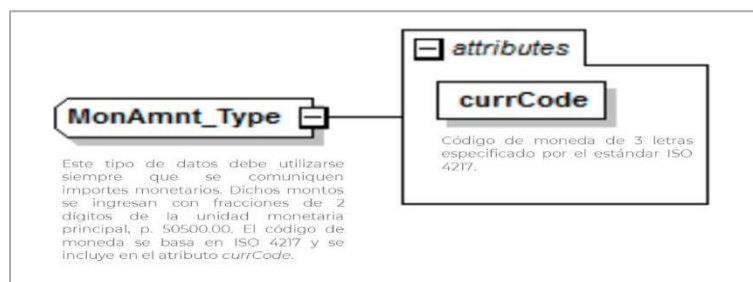 attributes
currCode
MonAmnt_Type
Código de moneda de 3 letras
especificado por el estándar ISO
4217.
Este tipo de datos debe utilizarse
siempre que se comuniquen
importes monetarios. Dichos montos
se ingresan con fracciones de 2
dígitos de la unidad monetaria
principal, p. 50500.00. El código de
moneda se basa en ISO 4217 y se
incluye en el atributo currCode.